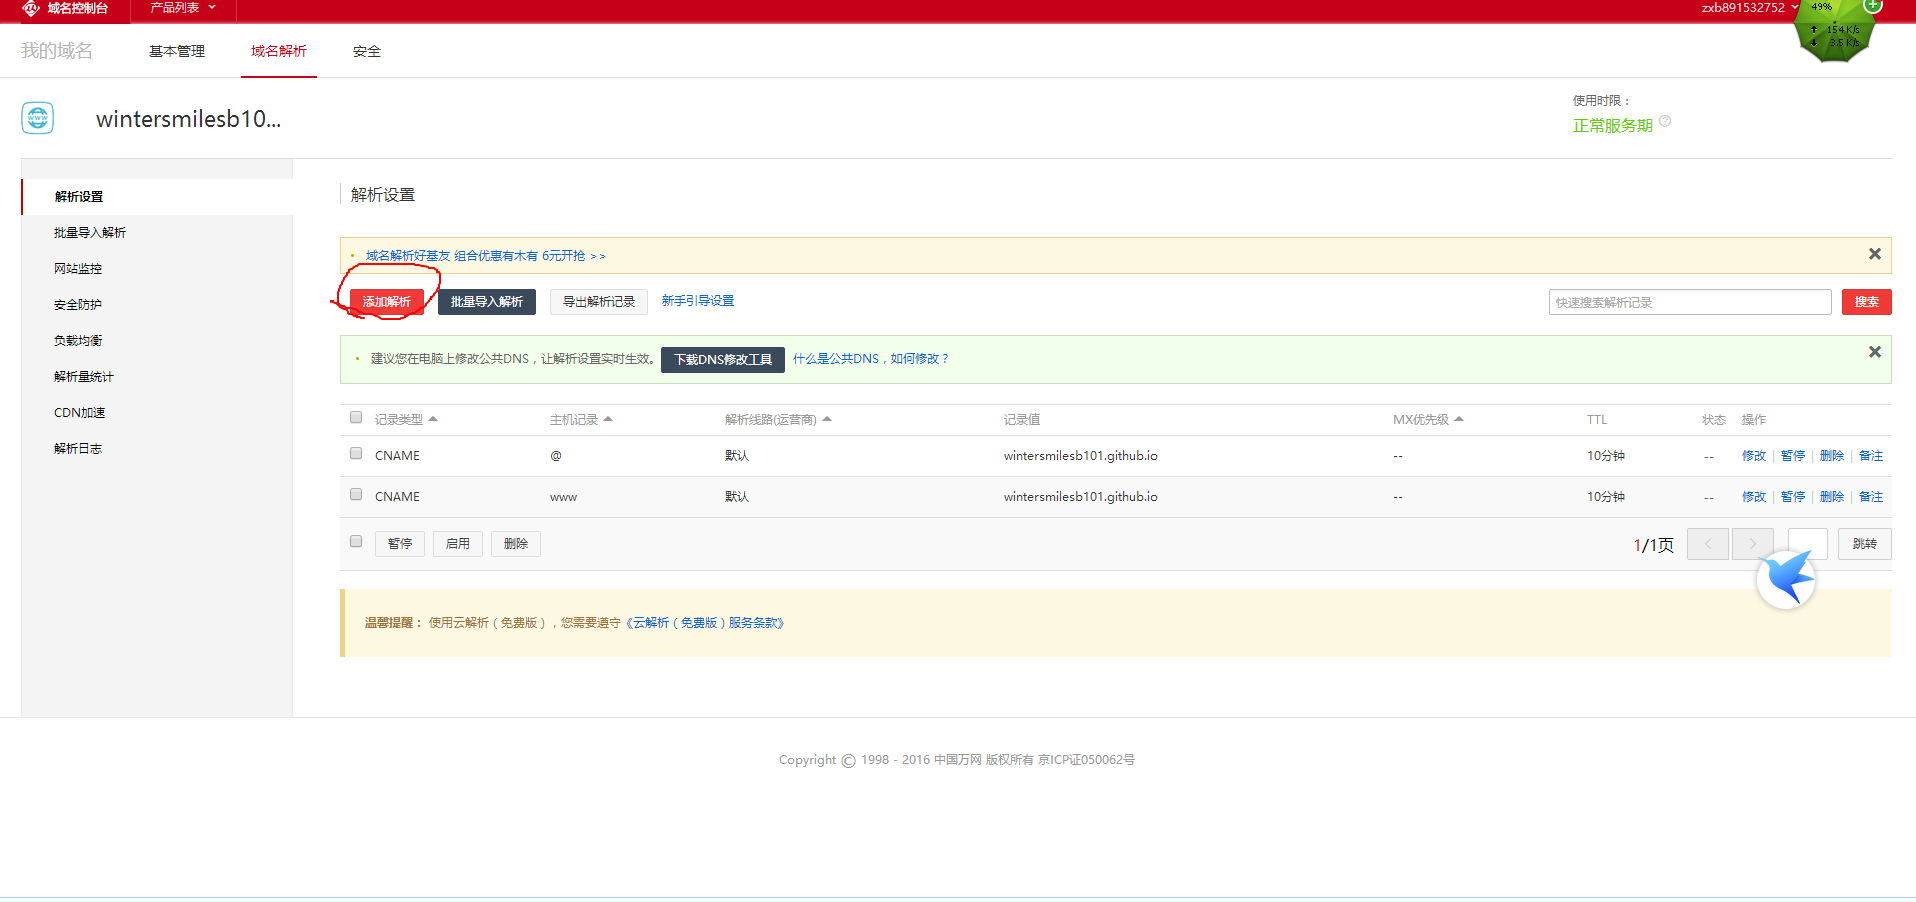 域名控制台 产品列表 zxb891532752 49%
154K/s
3.5K/s
我的域名 基本管理 域名解析 安全
使用时限：
wintersmilesb10... 正常服务期
解析设置
批量导入解析
网站监控
安全防护
负载均衡
解析量统计
CDN加速
解析日志
解析设置
域名解析好基友 组合优惠有木有 6元开抢 >>
添加解析 批量导入解析 导出解析记录 新手引导设置 快速搜索解析记录 搜索
建议您在电脑上修改公共DNS，让解析设置实时生效。 下载DNS修改工具 什么是公共DNS，如何修改？
记录类型 主机记录 解析线路(运营商) 记录值 MX优先级 TTL 状态 操作
CNAME @ 默认 wintersmilesb101.github.io -- 10分钟 -- 修改 | 暂停 | 删除 | 备注
CNAME www 默认 wintersmilesb101.github.io -- 10分钟 -- 修改 | 暂停 | 删除 | 备注
暂停 启用 删除 1/1页 < > 跳转
温馨提醒： 使用云解析（免费版），您需要遵守《云解析（免费版）服务条款》
Copyright © 1998 - 2016 中国万网 版权所有 京ICP证050062号